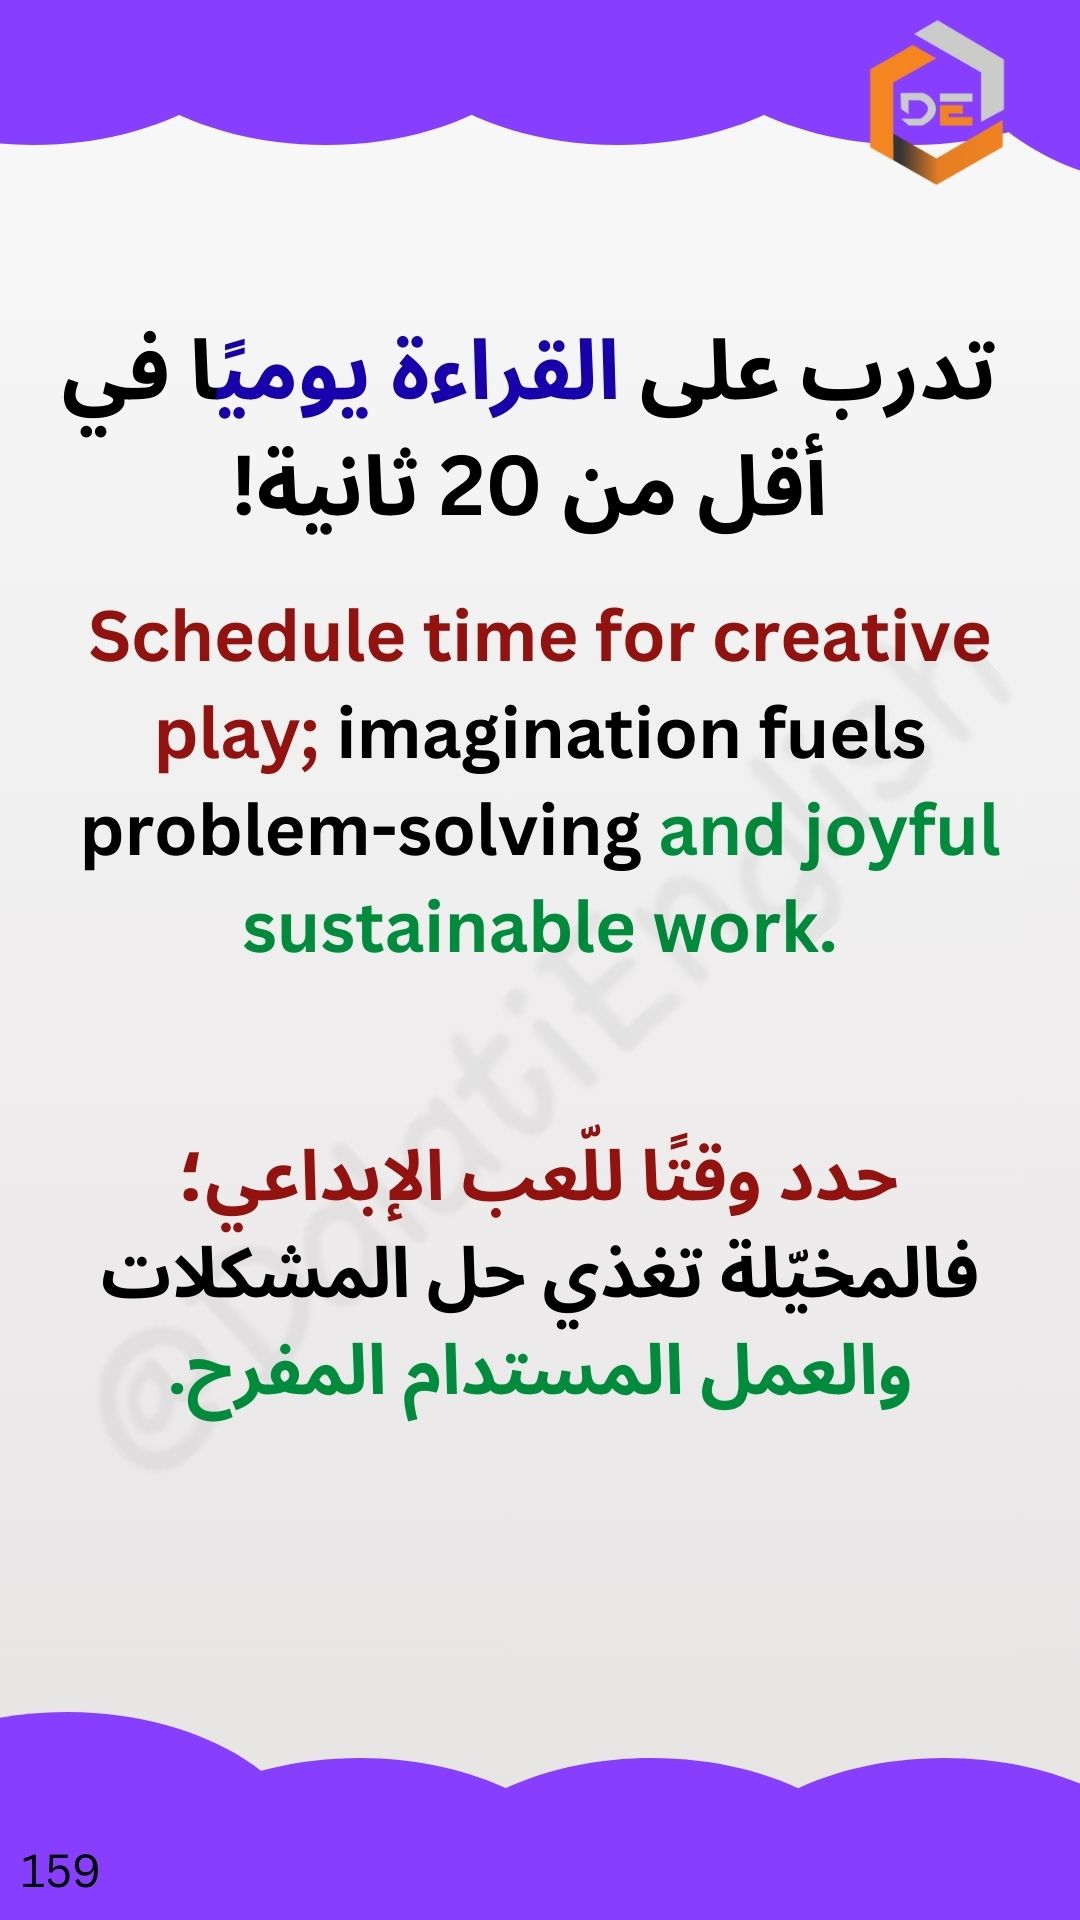 DE
تدرب على القراءة يوميًا في
أقل من 20 ثانية!
Schedule time for creative
play; imagination fuels
problem-solving and joyful
sustainable work.
@DalatiEnglish
حدد وقتًا للّعب الإبداعي؛
فالمخيّلة تغذي حل المشكلات
والعمل المستدام المفرح.
159